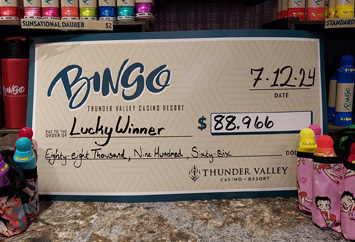 SUNSATIONAL DAUBER $2
STANDARD
BINGO
THUNDER VALLEY CASINO RESORT
7-12-24
DATE
PAY TO THE
ORDER OF Lucky Winner $ 88,966
Eighty-eight Thousand, Nine Hundred, Sixty-six DOL
THUNDER VALLEY
CASINO • RESORT